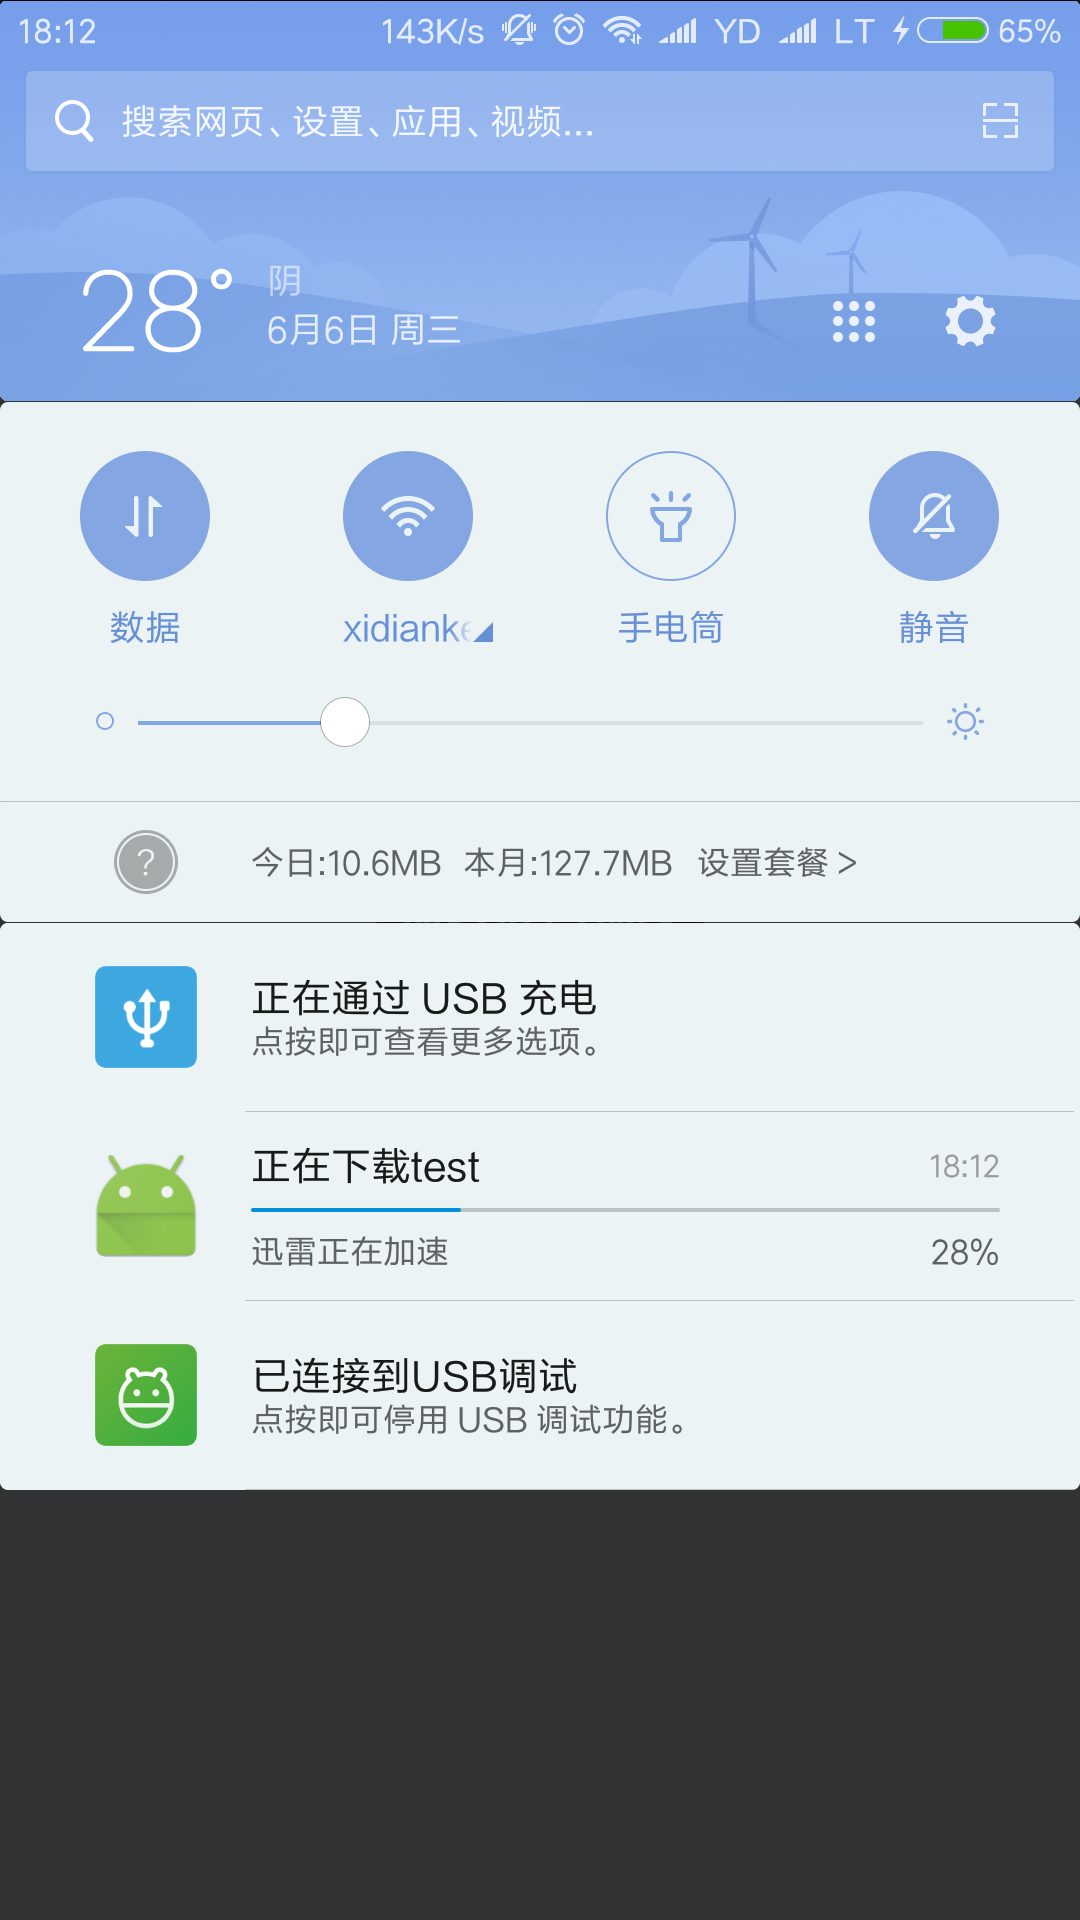 18:12 143K/s YD LT 65%
搜索网页、设置、应用、视频...
28°
阴
6月6日 周三
数据 xidianke 手电筒 静音
? 今日:10.6MB 本月:127.7MB 设置套餐 >
正在通过 USB 充电
点按即可查看更多选项。
正在下载test 18:12
迅雷正在加速 28%
已连接到USB调试
点按即可停用 USB 调试功能。